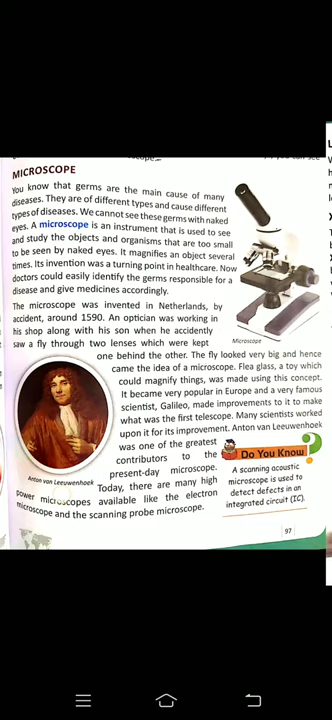 MICROSCOPE
You know that germs are the main cause of many
diseases. They are of different types and cause different
types of diseases. We cannot see these germs with naked
eyes. A microscope is an instrument that is used to see
and study the objects and organisms that are too small
to be seen by naked eyes. It magnifies an object several
times. Its invention was a turning point in healthcare. Now
doctors could easily identify the germs responsible for a
disease and give medicines accordingly.
Microscope
The microscope was invented in Netherlands, by
accident, around 1590. An optician was working in
his shop along with his son when he accidently
saw a fly through two lenses which were kept
one behind the other. The fly looked very big and hence
came the idea of a microscope. Flea glass, a toy which
could magnify things, was made using this concept.
It became very popular in Europe and a very famous
scientist, Galileo, made improvements to it to make
what was the first telescope. Many scientists worked
upon it for its improvement. Anton van Leeuwenhoek
was one of the greatest
contributors to the
present-day microscope.
Today, there are many high
power microscopes available like the electron
microscope and the scanning probe microscope.
Anton van Leeuwenhoek
Do You Know
?
A scanning acoustic
microscope is used to
detect defects in an
integrated circuit (IC).
97